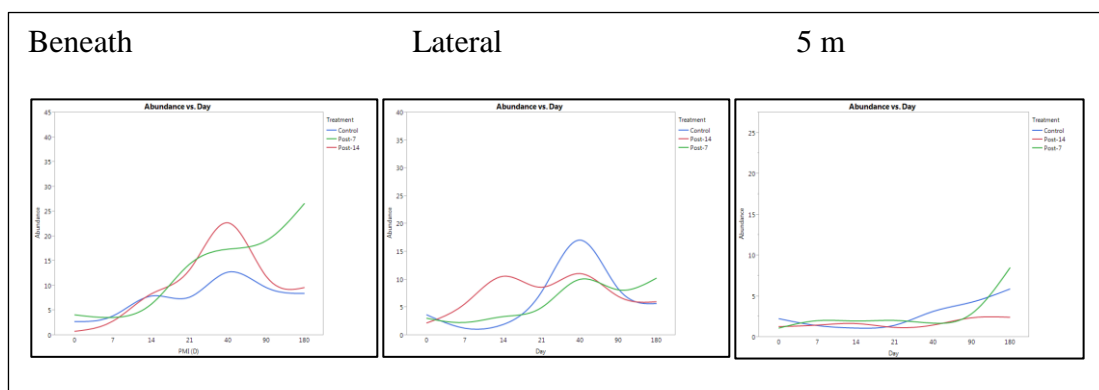 Beneath Lateral 5 m
Abundance vs. Day
45
40
35
30
25
20
15
10
5
0
Abundance
0 7 14 21 40 90 180
PMI (D)
Treatment
Control
Post-7
Post-14
Abundance vs. Day
40
35
30
25
20
15
10
5
0
Abundance
0 7 14 21 40 90 180
Day
Treatment
Control
Post-14
Post-7
Abundance vs. Day
25
20
15
10
5
0
Abundance
0 7 14 21 40 90 180
Day
Treatment
Control
Post-14
Post-7